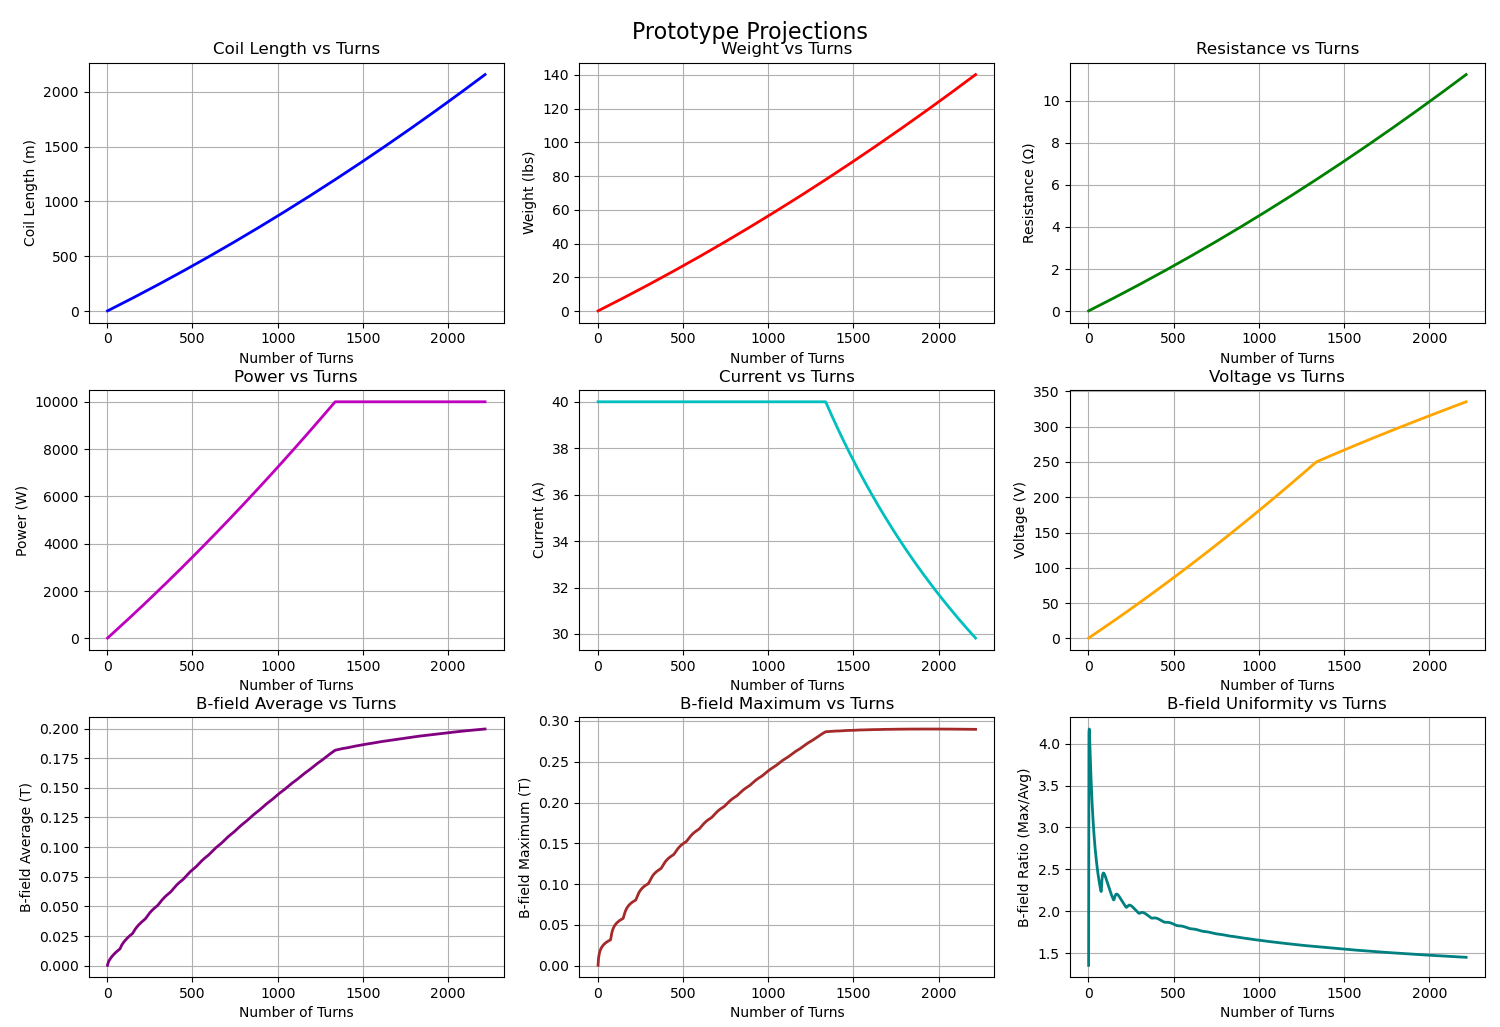 Prototype Projections
Coil Length vs Turns
Coil Length (m)
2000
1500
1000
500
0
0 500 1000 1500 2000
Number of Turns
Weight vs Turns
Weight (lbs)
140
120
100
80
60
40
20
0
0 500 1000 1500 2000
Number of Turns
Resistance vs Turns
Resistance (Ω)
10
8
6
4
2
0
0 500 1000 1500 2000
Number of Turns
Power vs Turns
Power (W)
10000
8000
6000
4000
2000
0
0 500 1000 1500 2000
Number of Turns
Current vs Turns
Current (A)
40
38
36
34
32
30
0 500 1000 1500 2000
Number of Turns
Voltage vs Turns
Voltage (V)
350
300
250
200
150
100
50
0
0 500 1000 1500 2000
Number of Turns
B-field Average vs Turns
B-field Average (T)
0.200
0.175
0.150
0.125
0.100
0.075
0.050
0.025
0.000
0 500 1000 1500 2000
Number of Turns
B-field Maximum vs Turns
B-field Maximum (T)
0.30
0.25
0.20
0.15
0.10
0.05
0.00
0 500 1000 1500 2000
Number of Turns
B-field Uniformity vs Turns
B-field Ratio (Max/Avg)
4.0
3.5
3.0
2.5
2.0
1.5
0 500 1000 1500 2000
Number of Turns